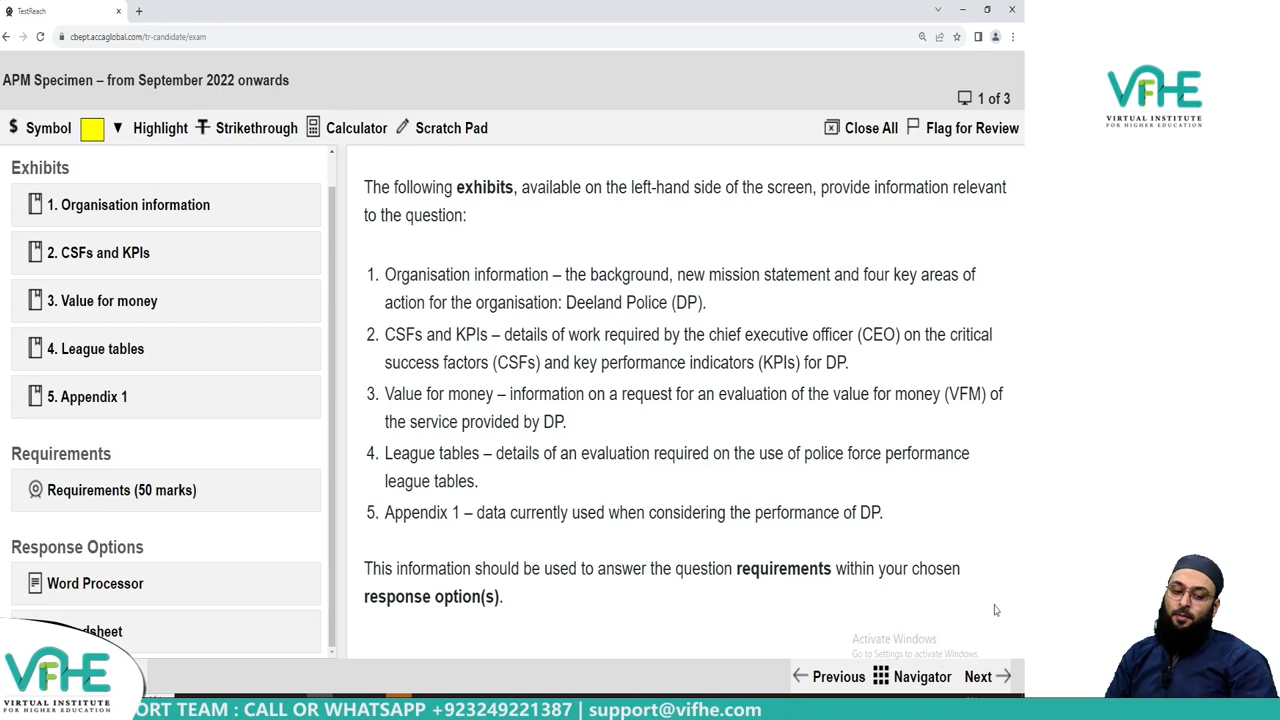 TestReach
cbept.accaglobal.com/tr-candidate/exam
APM Specimen – from September 2022 onwards
1 of 3
$ Symbol Highlight Strikethrough Calculator Scratch Pad Close All Flag for Review
Exhibits
1. Organisation information
2. CSFs and KPIs
3. Value for money
4. League tables
5. Appendix 1
Requirements
Requirements (50 marks)
Response Options
Word Processor
dsheet
The following exhibits, available on the left-hand side of the screen, provide information relevant
to the question:
1. Organisation information – the background, new mission statement and four key areas of
action for the organisation: Deeland Police (DP).
2. CSFs and KPIs – details of work required by the chief executive officer (CEO) on the critical
success factors (CSFs) and key performance indicators (KPIs) for DP.
3. Value for money – information on a request for an evaluation of the value for money (VFM) of
the service provided by DP.
4. League tables – details of an evaluation required on the use of police force performance
league tables.
5. Appendix 1 – data currently used when considering the performance of DP.
This information should be used to answer the question requirements within your chosen
response option(s).
Activate Windows
Go to Settings to activate Windows.
Previous Navigator Next
VIFHE
VIRTUAL INSTITUTE
FOR HIGHER EDUCATION
VIFHE
VIRTUAL INSTITUTE
FOR HIGHER EDUCATION
ORT TEAM : CALL OR WHATSAPP +923249221387 | support@vifhe.com